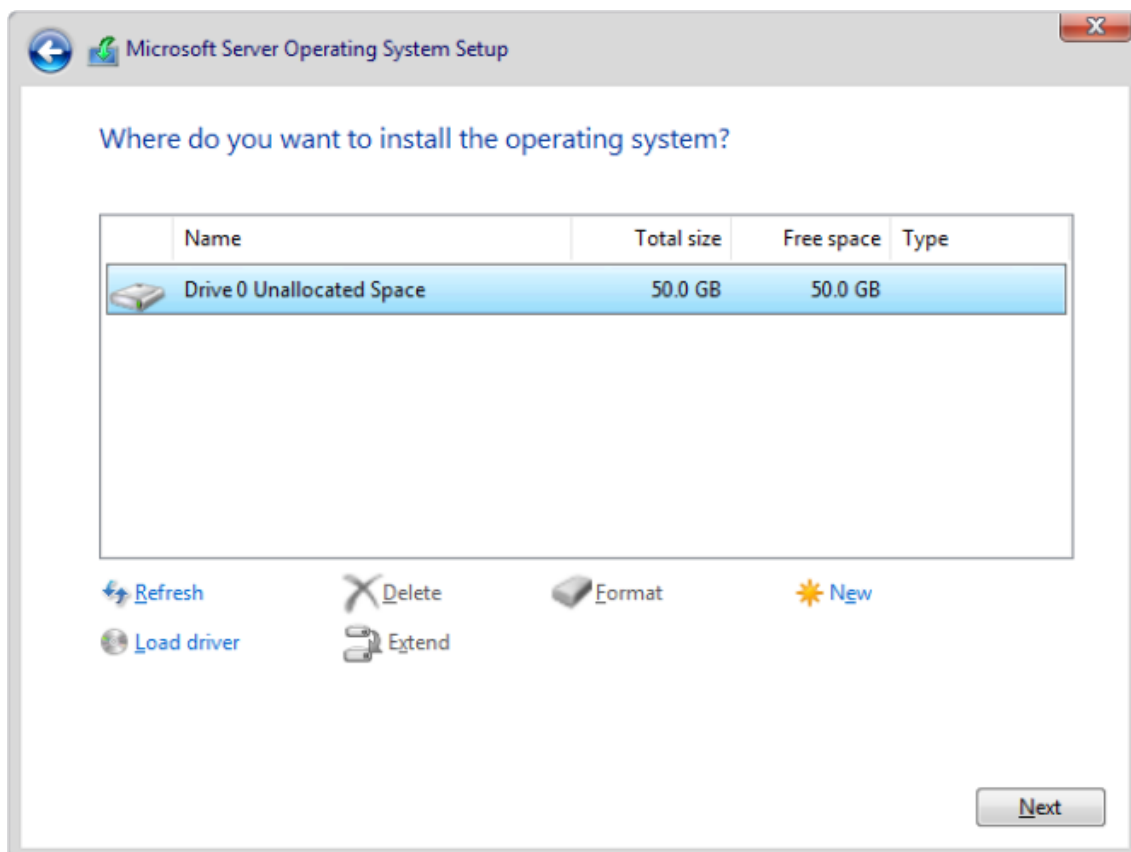 Microsoft Server Operating System Setup
Where do you want to install the operating system?
Name Total size Free space Type
Drive 0 Unallocated Space 50.0 GB 50.0 GB
Refresh Delete Format New
Load driver Extend
Next